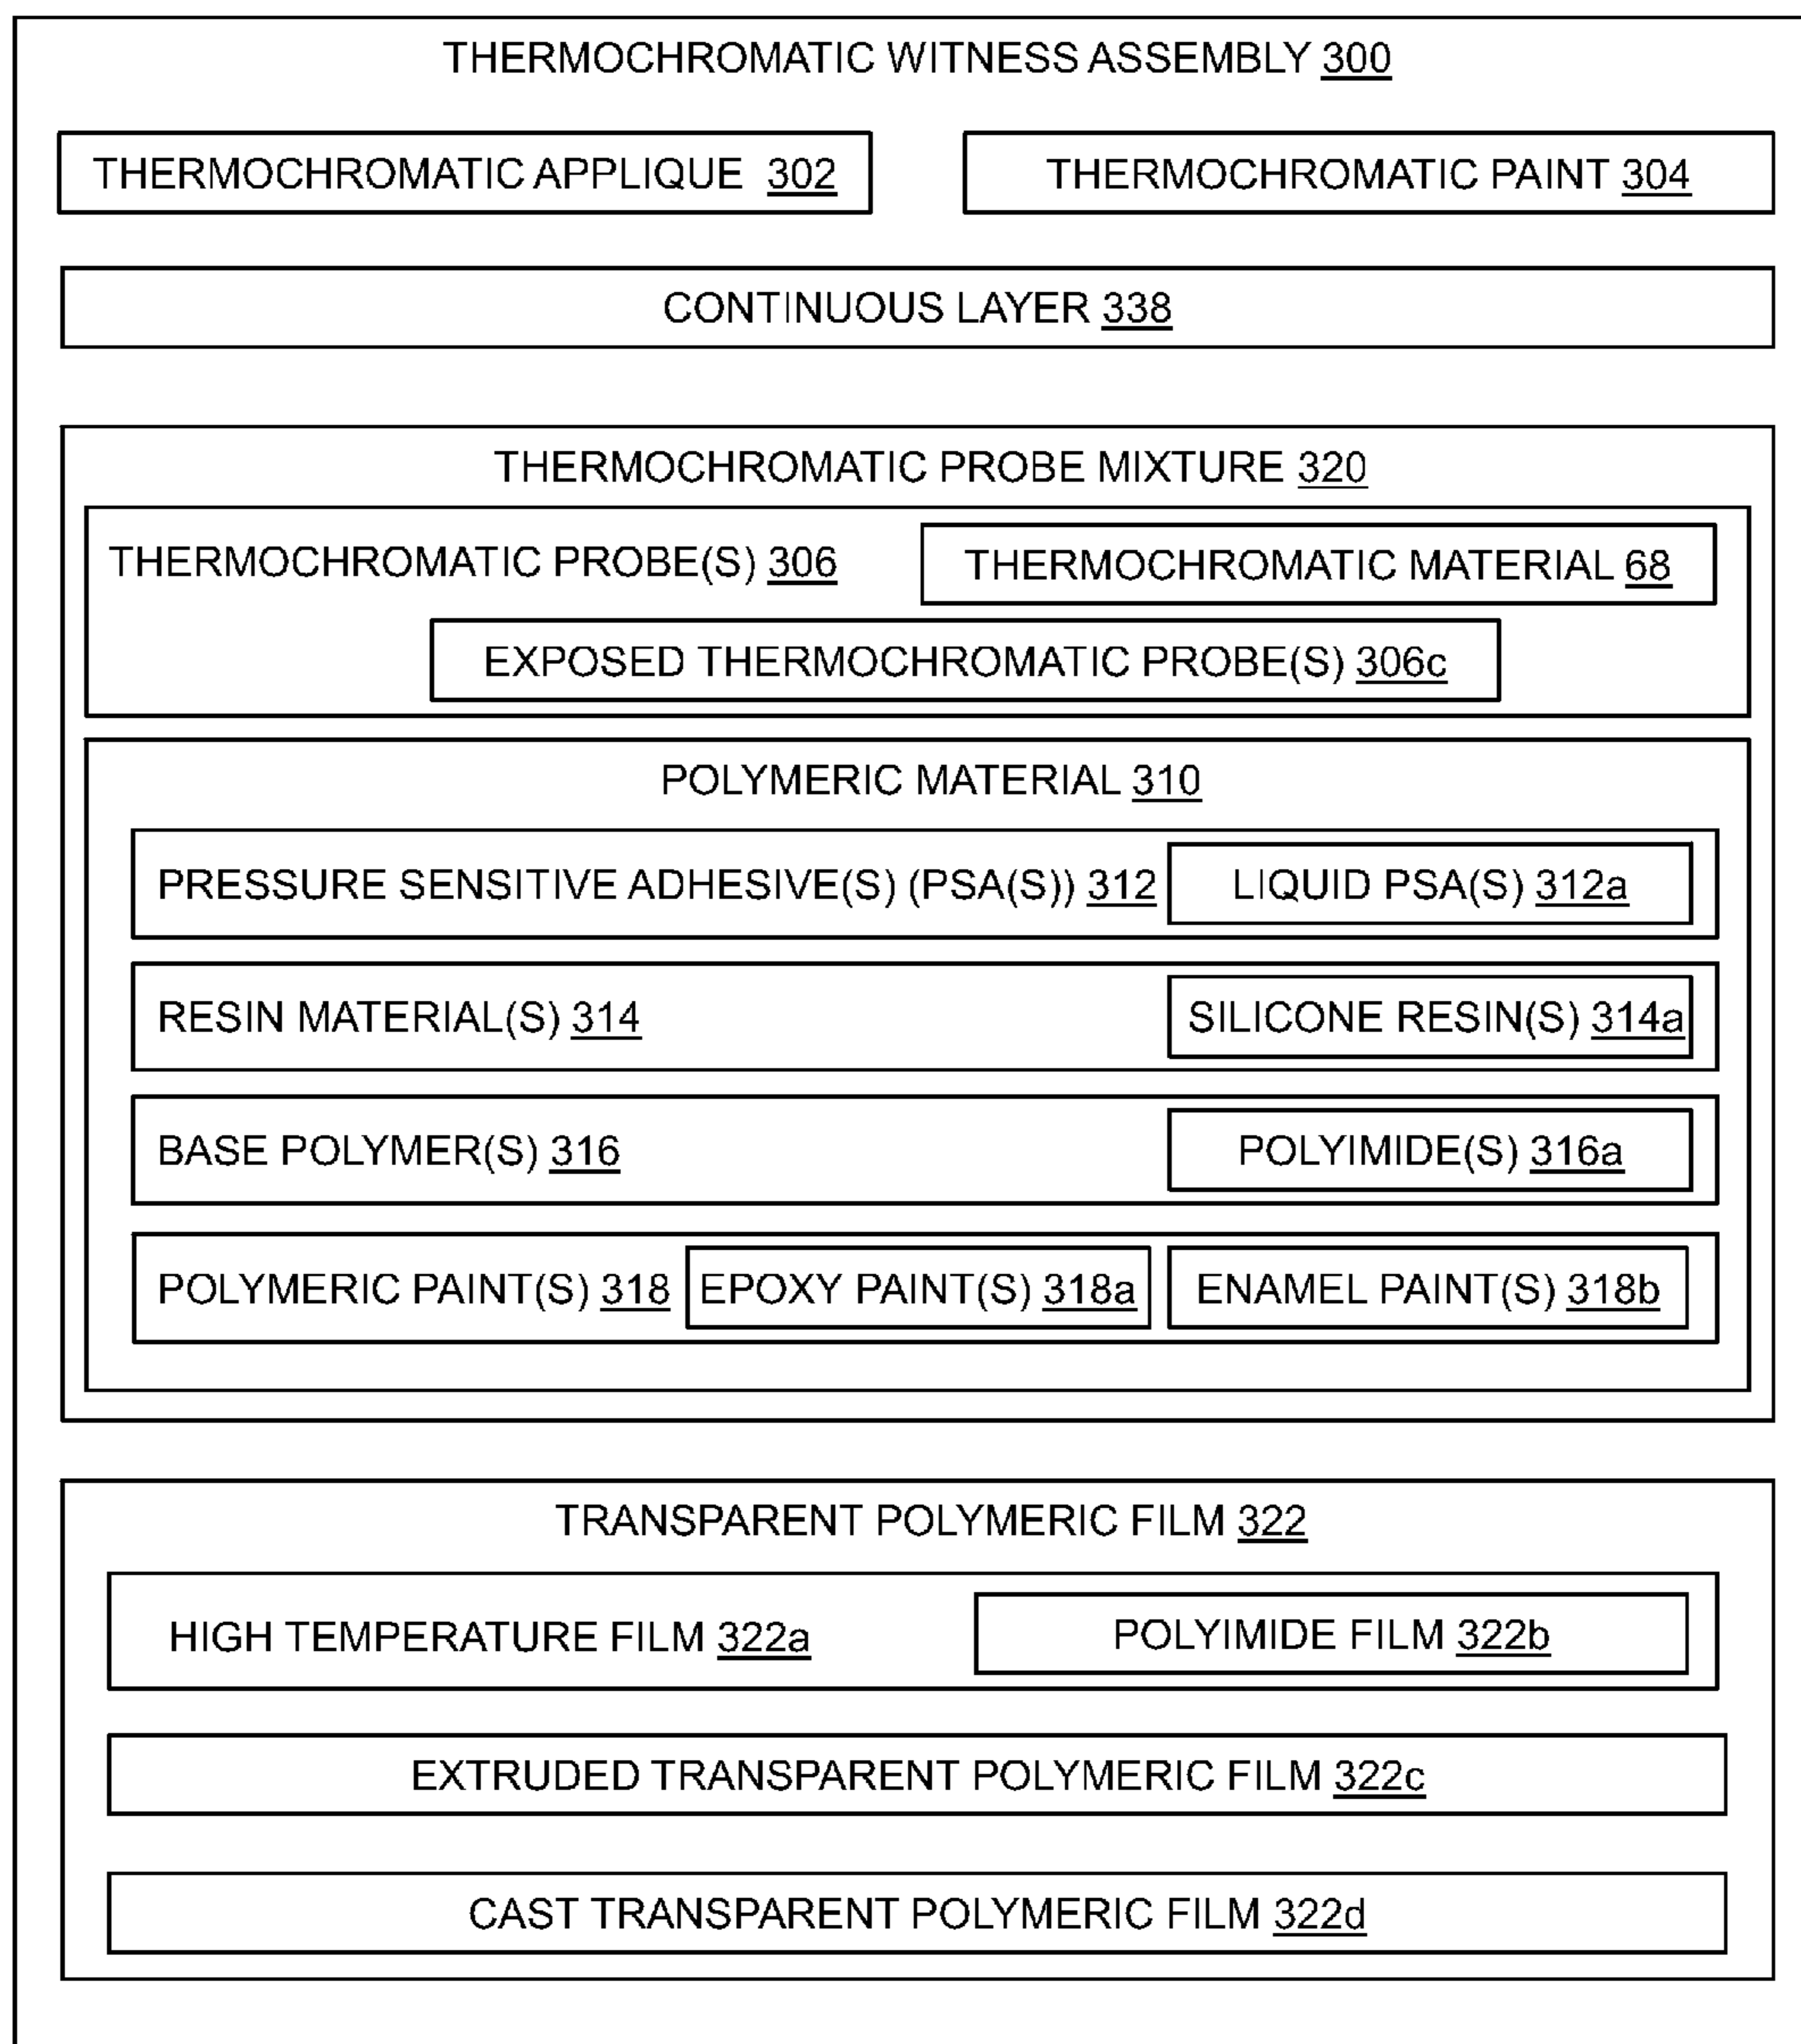 THERMOCHROMATIC WITNESS ASSEMBLY 300
THERMOCHROMATIC APPLIQUE 302
THERMOCHROMATIC PAINT 304
CONTINUOUS LAYER 338
THERMOCHROMATIC PROBE MIXTURE 320
THERMOCHROMATIC PROBE(S) 306
THERMOCHROMATIC MATERIAL 68
EXPOSED THERMOCHROMATIC PROBE(S) 306c
POLYMERIC MATERIAL 310
PRESSURE SENSITIVE ADHESIVE(S) (PSA(S)) 312
LIQUID PSA(S) 312a
RESIN MATERIAL(S) 314
SILICONE RESIN(S) 314a
BASE POLYMER(S) 316
POLYIMIDE(S) 316a
POLYMERIC PAINT(S) 318
EPOXY PAINT(S) 318a
ENAMEL PAINT(S) 318b
TRANSPARENT POLYMERIC FILM 322
HIGH TEMPERATURE FILM 322a
POLYIMIDE FILM 322b
EXTRUDED TRANSPARENT POLYMERIC FILM 322c
CAST TRANSPARENT POLYMERIC FILM 322d